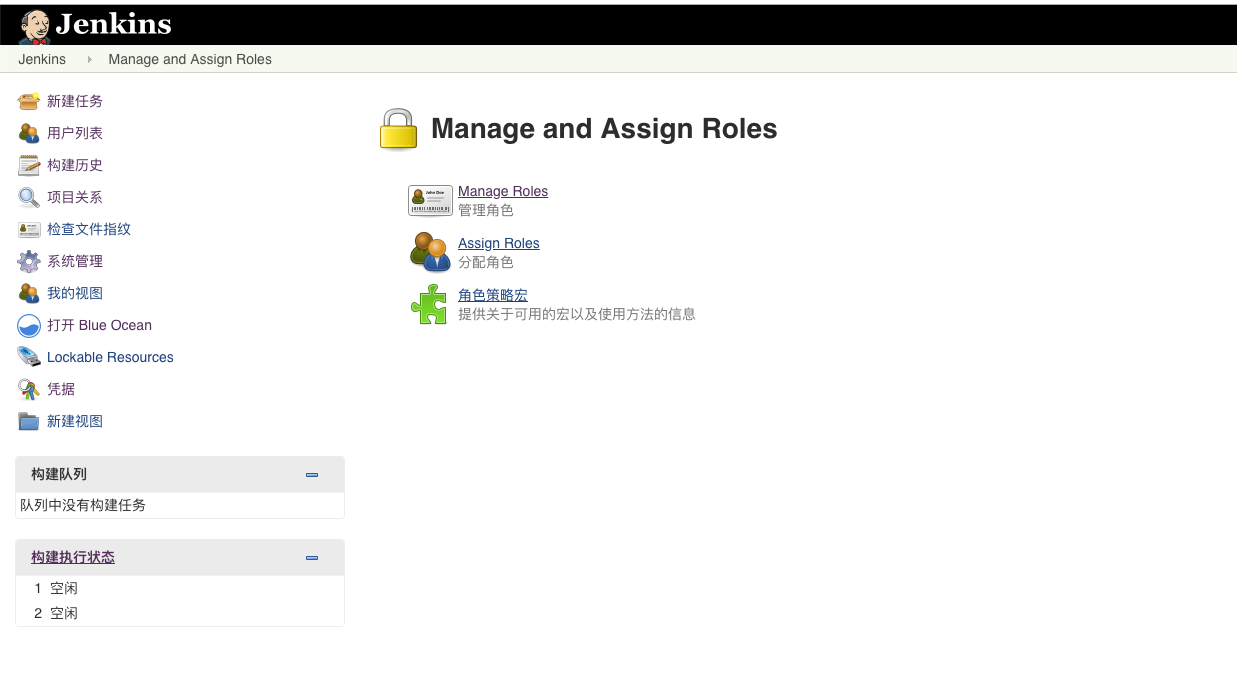 Jenkins
Jenkins Manage and Assign Roles
新建任务
用户列表
构建历史
项目关系
检查文件指纹
系统管理
我的视图
打开 Blue Ocean
Lockable Resources
凭据
新建视图
构建队列
队列中没有构建任务
构建执行状态
1 空闲
2 空闲
Manage and Assign Roles
John Doe
Manage Roles
管理角色
Assign Roles
分配角色
角色策略宏
提供关于可用的宏以及使用方法的信息